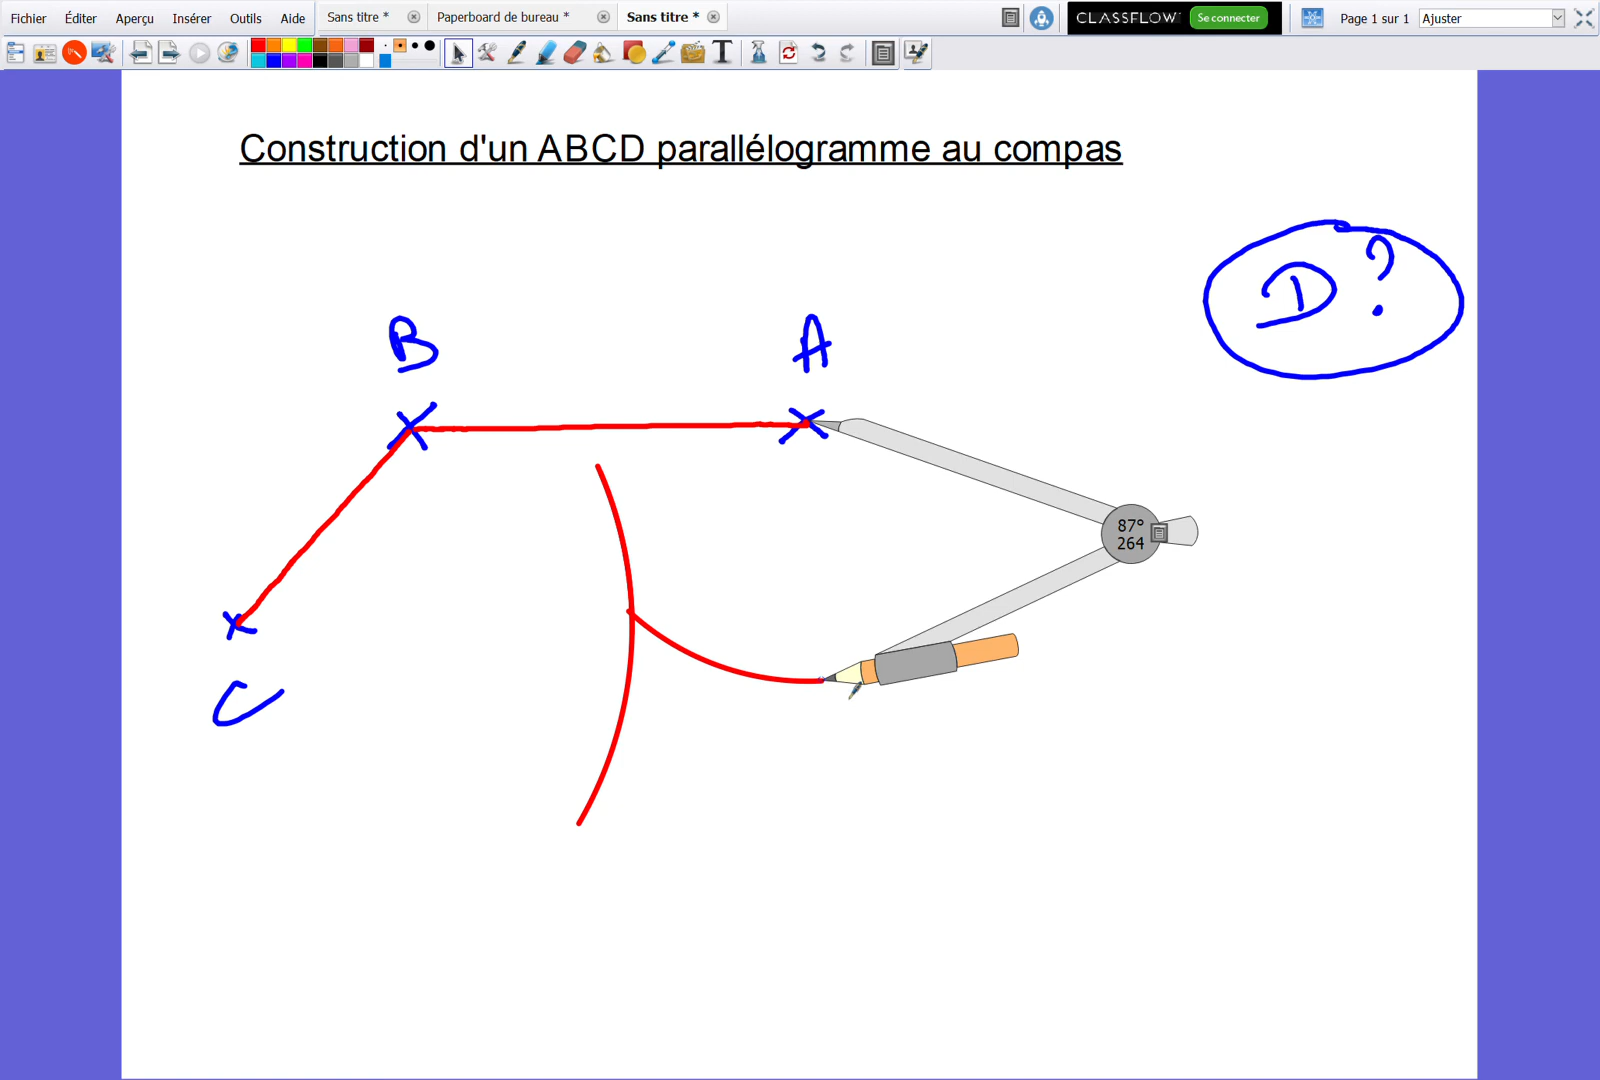 Fichier Éditer Aperçu Insérer Outils Aide Sans titre * Paperboard de bureau * Sans titre * CLASSFLOW Se connecter Page 1 sur 1 Ajuster
T
Construction d'un ABCD parallélogramme au compas
D ?
B A
87°
264
C